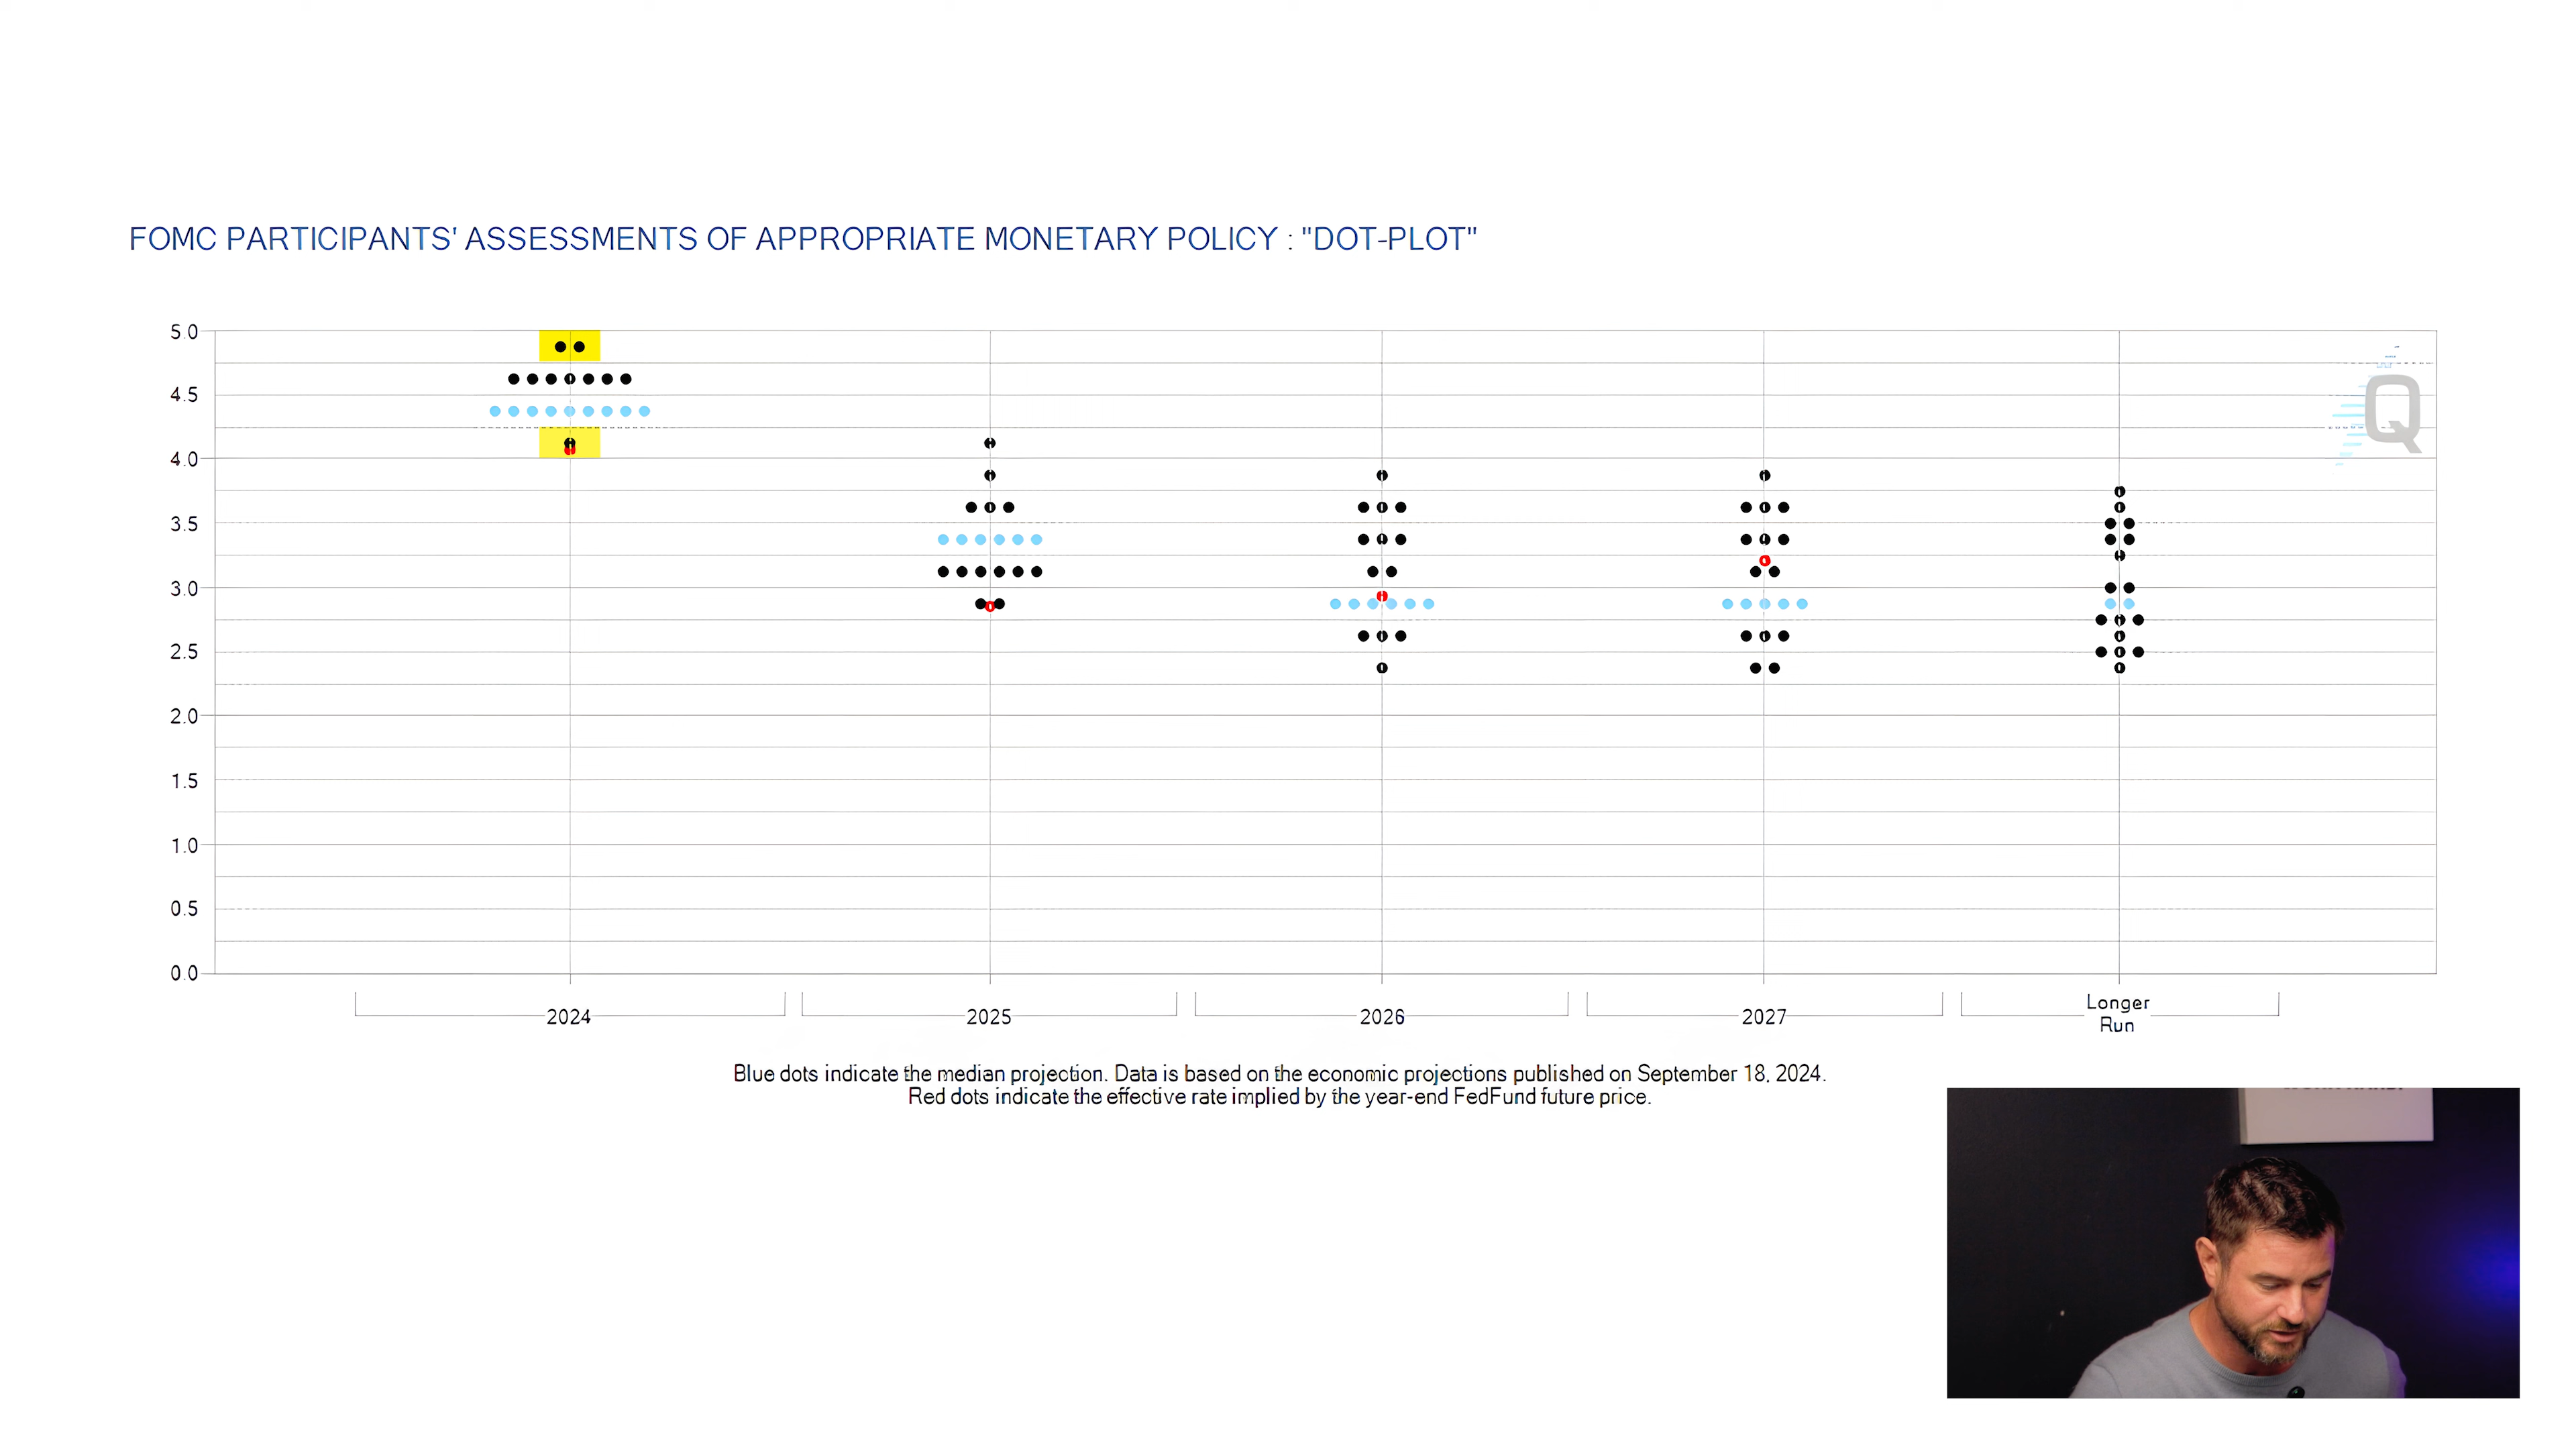 FOMC PARTICIPANTS' ASSESSMENTS OF APPROPRIATE MONETARY POLICY : "DOT-PLOT"
5.0
4.5
4.0
3.5
3.0
2.5
2.0
1.5
1.0
0.5
0.0
Q
2024
2025
2026
2027
Longer
Run
Blue dots indicate the median projection. Data is based on the economic projections published on September 18, 2024.
Red dots indicate the effective rate implied by the year-end FedFund future price.